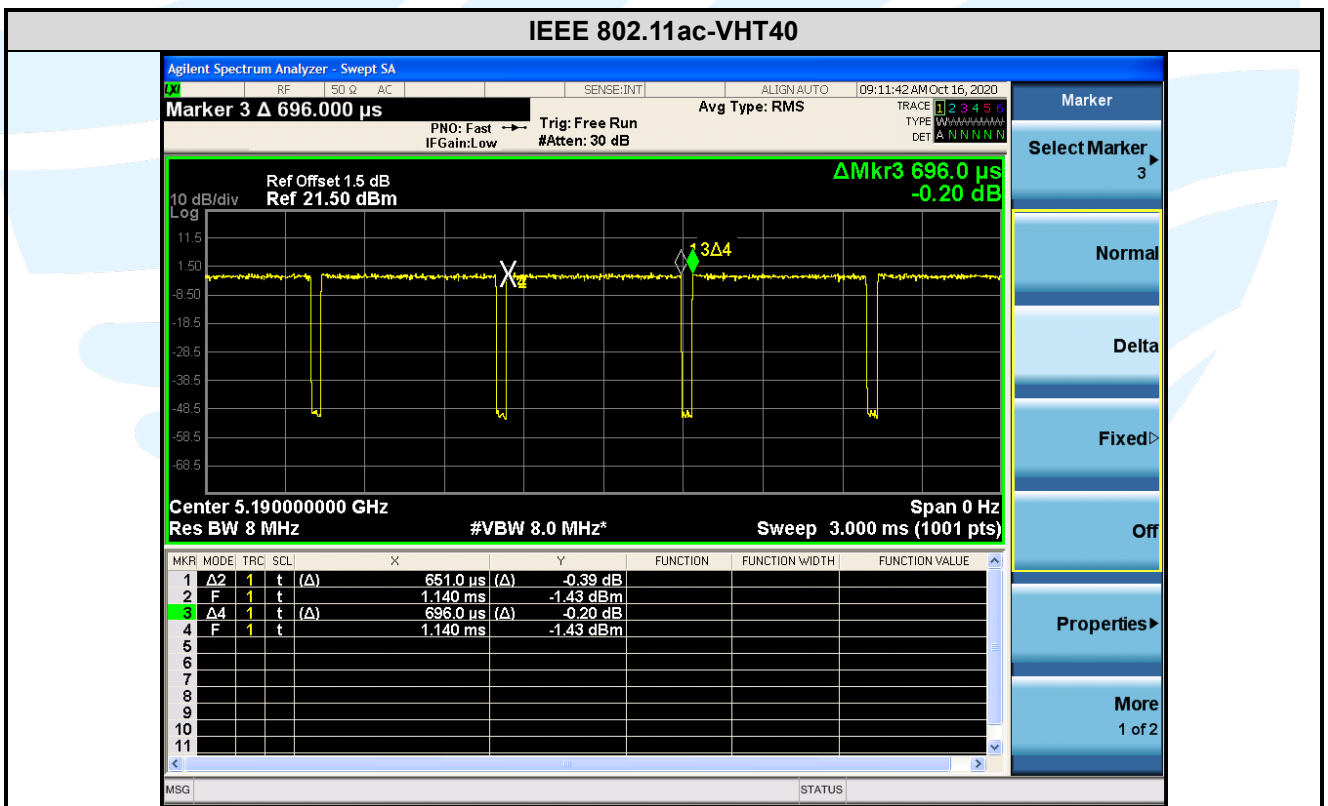 IEEE 802.11ac-VHT40
Agilent Spectrum Analyzer - Swept SA
LXI RF 50 Ω AC SENSE:INT ALIGN AUTO 09:11:42 AM Oct 16, 2020
Marker 3 Δ 696.000 µs
PNO: Fast
IFGain:Low
Trig: Free Run
#Atten: 30 dB
Avg Type: RMS
TRACE 1 2 3 4 5 6
TYPE
DET A N N N N N
ΔMkr3 696.0 µs
-0.20 dB
Ref Offset 1.5 dB
10 dB/div Ref 21.50 dBm
Log
11.5
1.50
-8.50
-18.5
-28.5
-38.5
-48.5
-58.5
-68.5
3Δ4
Center 5.190000000 GHz Span 0 Hz
Res BW 8 MHz #VBW 8.0 MHz* Sweep 3.000 ms (1001 pts)
MKR MODE TRC SCL X Y FUNCTION FUNCTION WIDTH FUNCTION VALUE
1 Δ2 1 t (Δ) 651.0 µs (Δ) -0.39 dB
2 F 1 t 1.140 ms -1.43 dBm
3 Δ4 1 t (Δ) 696.0 µs (Δ) -0.20 dB
4 F 1 t 1.140 ms -1.43 dBm
5
6
7
8
9
10
11
MSG STATUS
Marker
Select Marker
3
Normal
Delta
Fixed
Off
Properties
More
1 of 2